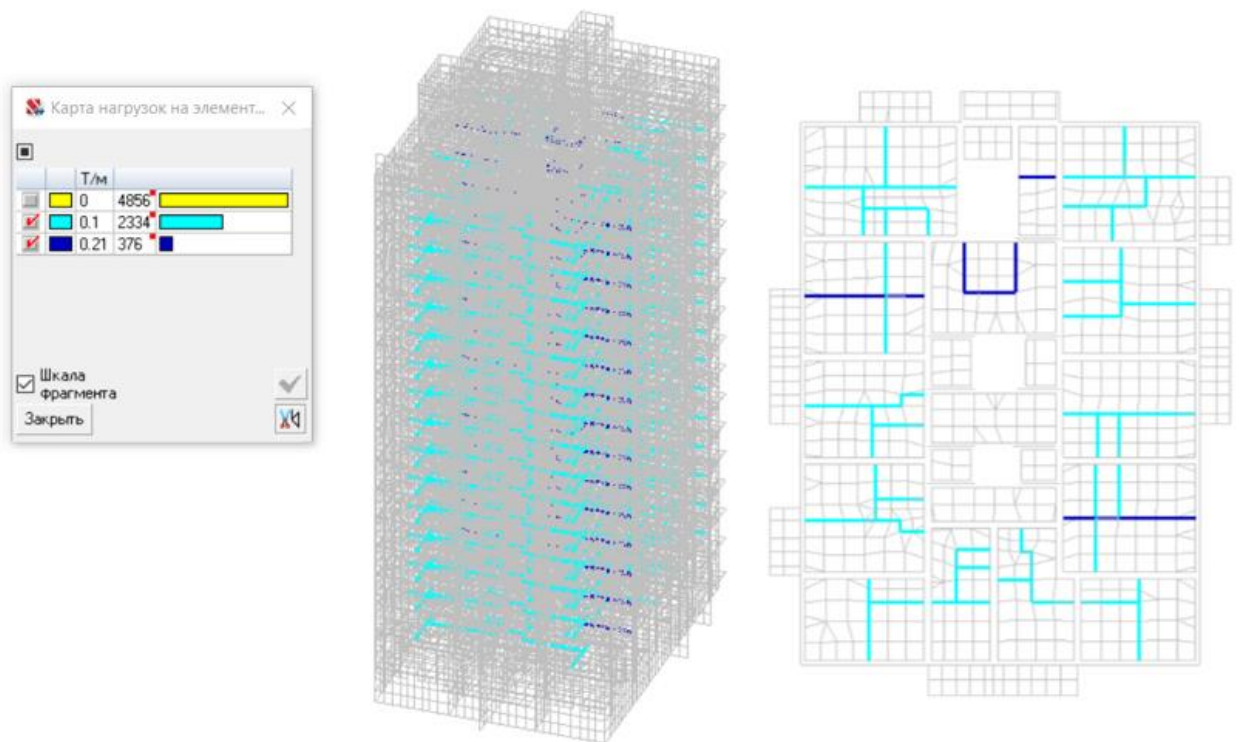 Карта нагрузок на элемент...
Т/м
0 4856
0.1 2334
0.21 376
Шкала
фрагмента
Закрыть